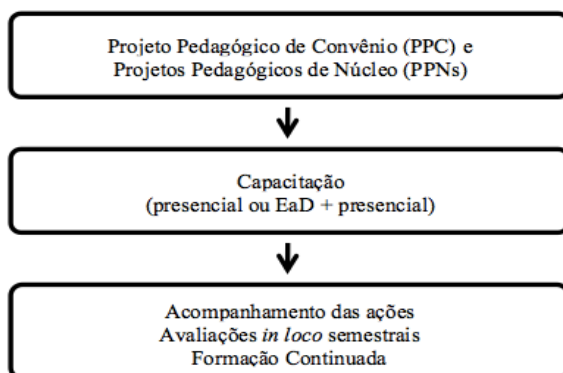 Projeto Pedagógico de Convênio (PPC) e
Projetos Pedagógicos de Núcleo (PPNs)
Capacitação
(presencial ou EaD + presencial)
Acompanhamento das ações
Avaliações in loco semestrais
Formação Continuada